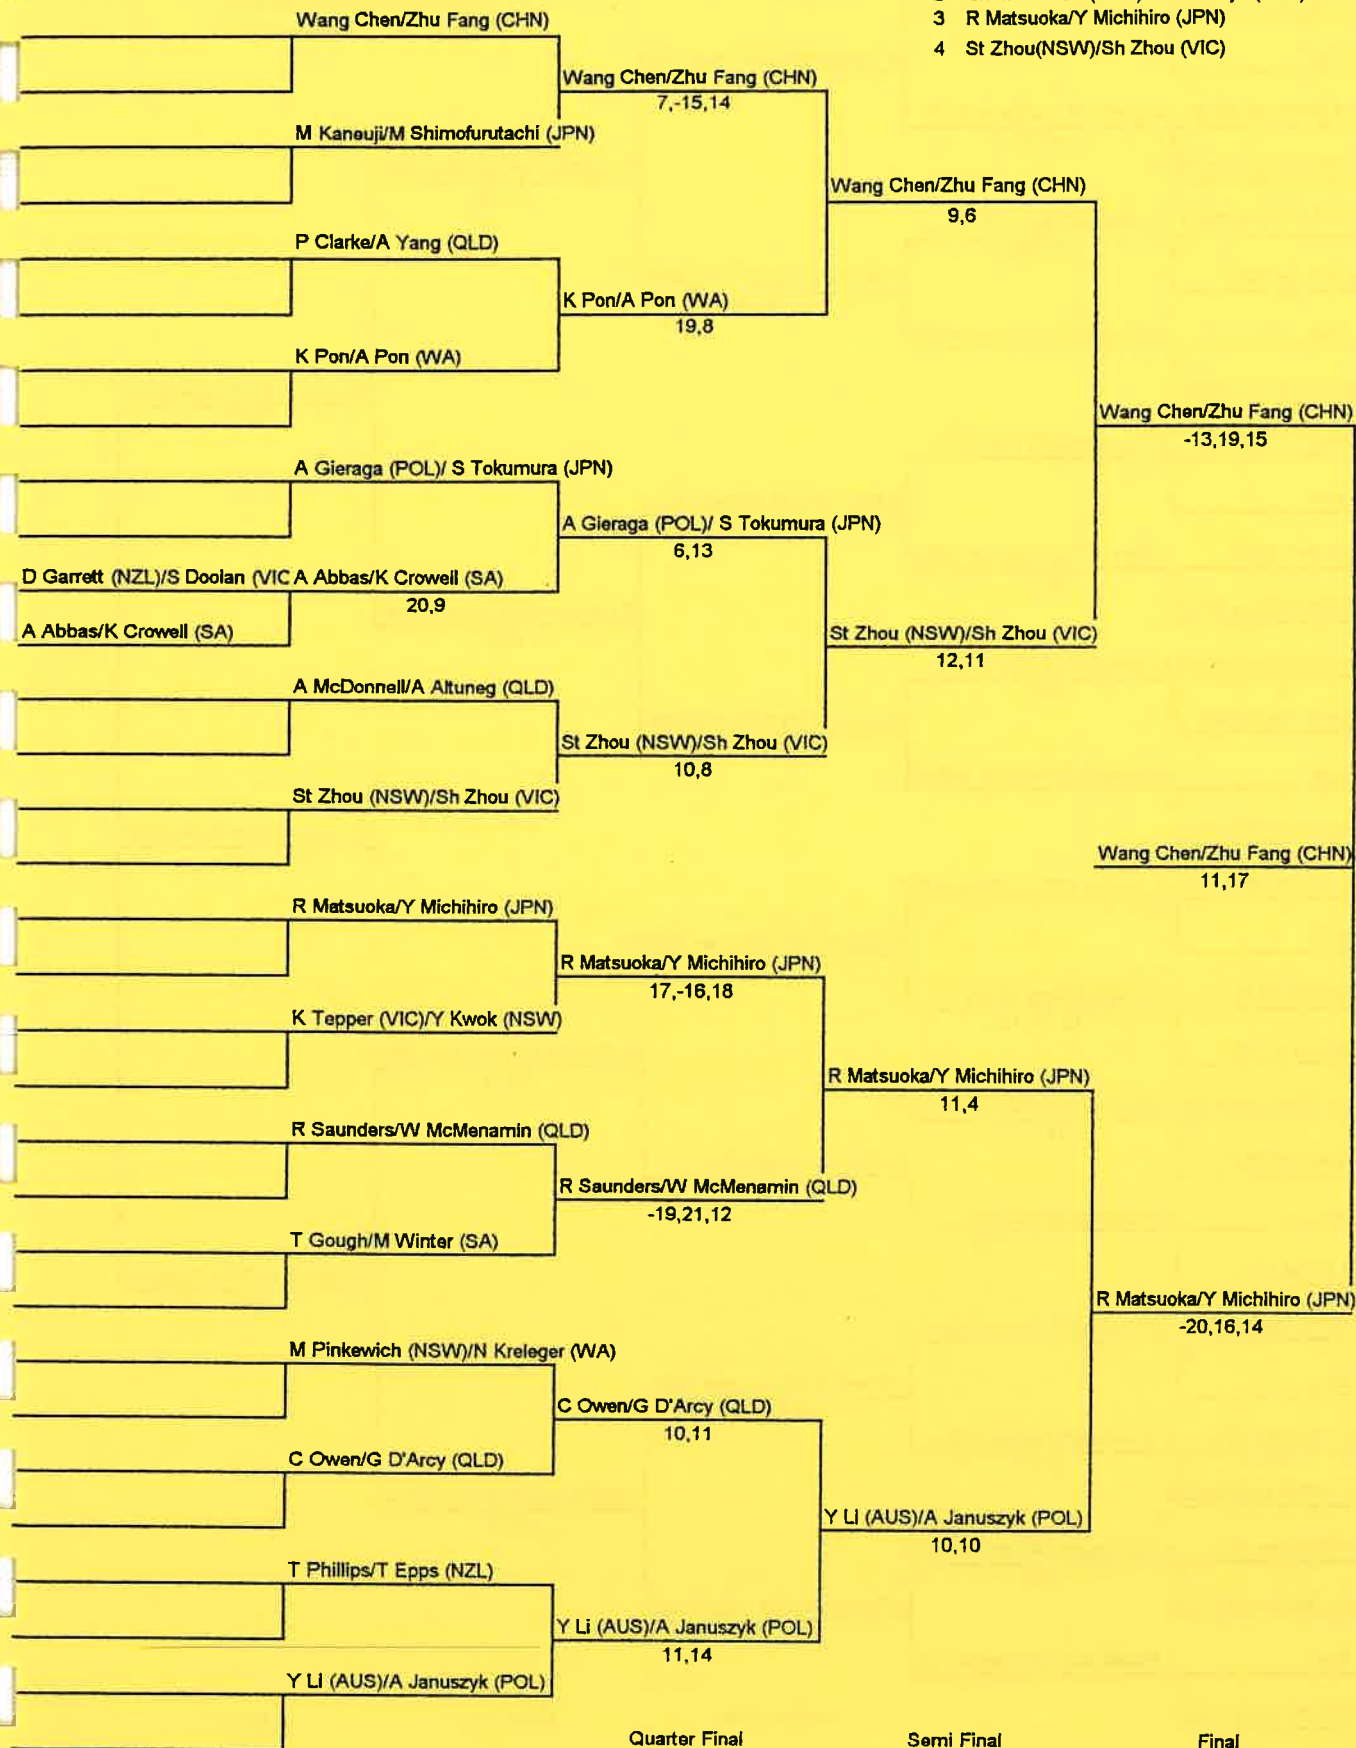 3 R Matsuoka/Y Michihiro (JPN)
4 St Zhou(NSW)/Sh Zhou (VIC)
Wang Chen/Zhu Fang (CHN)
Wang Chen/Zhu Fang (CHN)
7,-15,14
M Kaneuji/M Shimofurutachi (JPN)
Wang Chen/Zhu Fang (CHN)
9,6
P Clarke/A Yang (QLD)
K Pon/A Pon (WA)
19,8
K Pon/A Pon (WA)
Wang Chen/Zhu Fang (CHN)
-13,19,15
A Gieraga (POL)/ S Tokumura (JPN)
A Gieraga (POL)/ S Tokumura (JPN)
6,13
D Garrett (NZL)/S Doolan (VIC A Abbas/K Crowell (SA)
20,9
A Abbas/K Crowell (SA)
St Zhou (NSW)/Sh Zhou (VIC)
12,11
A McDonnell/A Altuneg (QLD)
St Zhou (NSW)/Sh Zhou (VIC)
10,8
St Zhou (NSW)/Sh Zhou (VIC)
Wang Chen/Zhu Fang (CHN)
11,17
R Matsuoka/Y Michihiro (JPN)
R Matsuoka/Y Michihiro (JPN)
17,-16,18
K Tepper (VIC)/Y Kwok (NSW)
R Matsuoka/Y Michihiro (JPN)
11,4
R Saunders/W McMenamin (QLD)
R Saunders/W McMenamin (QLD)
-19,21,12
T Gough/M Winter (SA)
R Matsuoka/Y Michihiro (JPN)
-20,16,14
M Pinkewich (NSW)/N Kreleger (WA)
C Owen/G D'Arcy (QLD)
10,11
C Owen/G D'Arcy (QLD)
Y Li (AUS)/A Januszyk (POL)
10,10
T Phillips/T Epps (NZL)
Y Li (AUS)/A Januszyk (POL)
11,14
Y Li (AUS)/A Januszyk (POL)
Quarter Final Semi Final Final